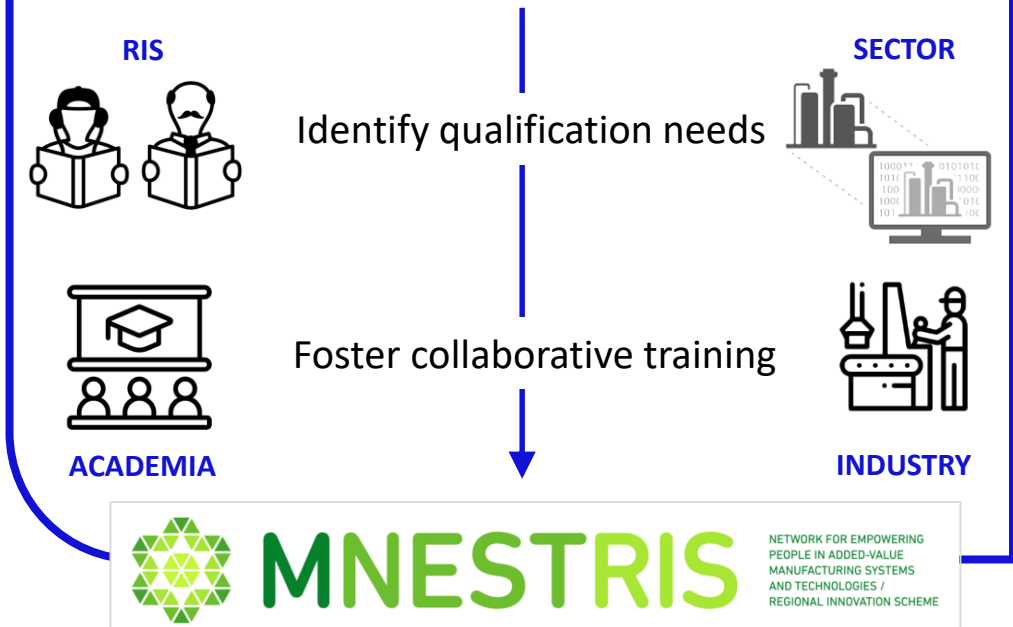 RIS
SECTOR
Identify qualification needs
Foster collaborative training
ACADEMIA
INDUSTRY
MNESTRIS
NETWORK FOR EMPOWERING
PEOPLE IN ADDED-VALUE
MANUFACTURING SYSTEMS
AND TECHNOLOGIES /
REGIONAL INNOVATION SCHEME